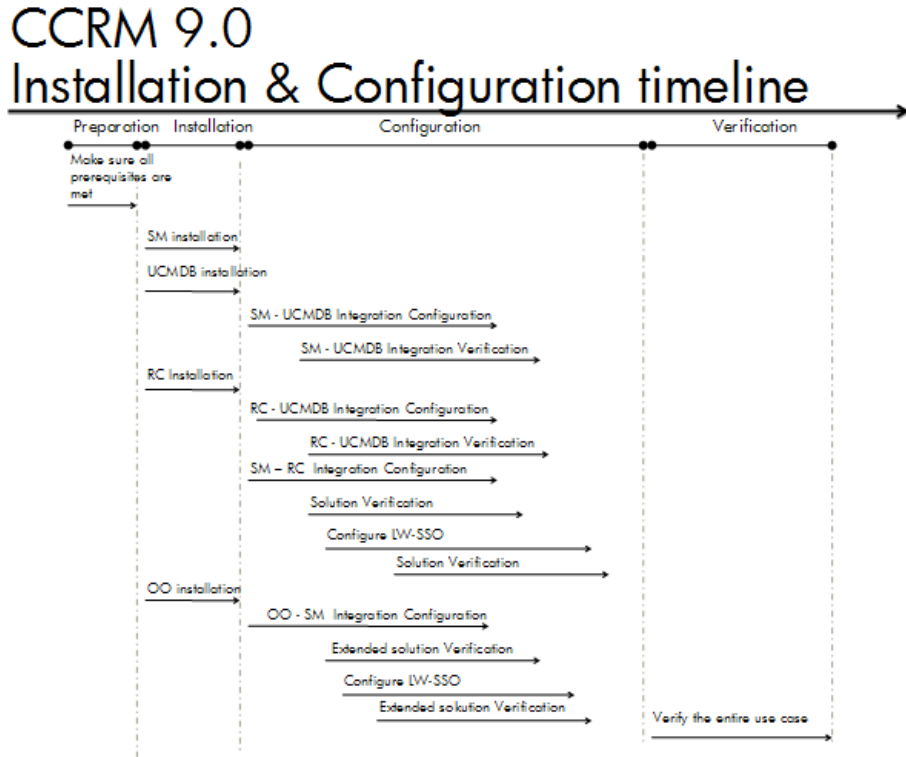 CCRM 9.0
Installation & Configuration timeline
Preparation Installation Configuration Verification
Make sure all
prerequisites are
met
SM installation
UCMDB installation
SM - UCMDB Integration Configuration
SM - UCMDB Integration Verification
RC Installation
RC - UCMDB Integration Configuration
RC - UCMDB Integration Verification
SM – RC Integration Configuration
Solution Verification
Configure LW-SSO
Solution Verification
OO installation
OO - SM Integration Configuration
Extended solution Verification
Configure LW-SSO
Extended sokution Verification
Verify the entire use case